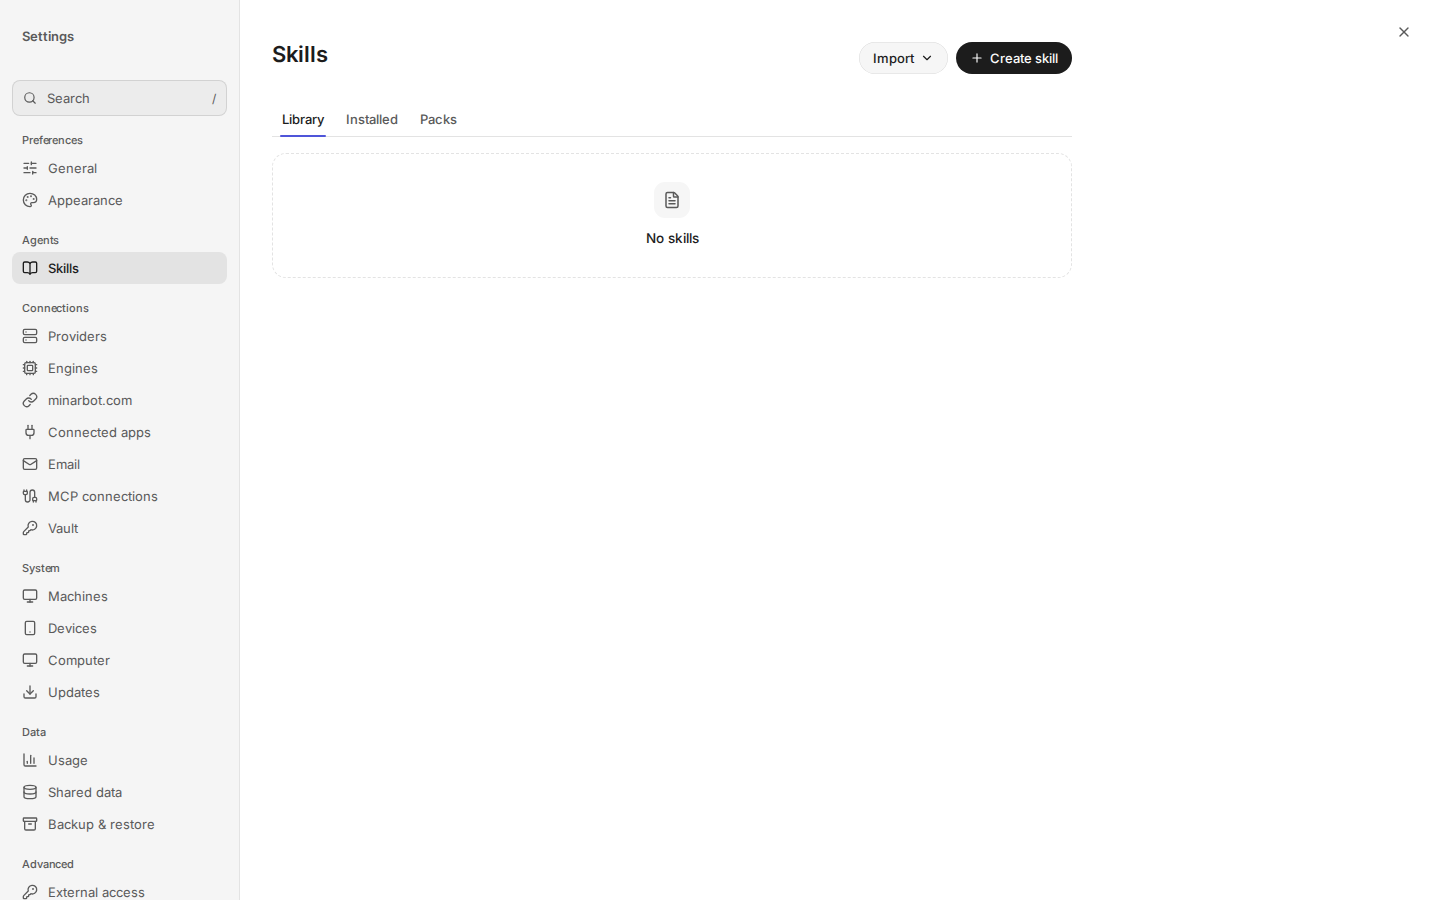 Settings
Search /
Preferences
General
Appearance
Agents
Skills
Connections
Providers
Engines
minarbot.com
Connected apps
Email
MCP connections
Vault
System
Machines
Devices
Computer
Updates
Data
Usage
Shared data
Backup & restore
Advanced
External access
Skills
Import
Create skill
Library Installed Packs
No skills